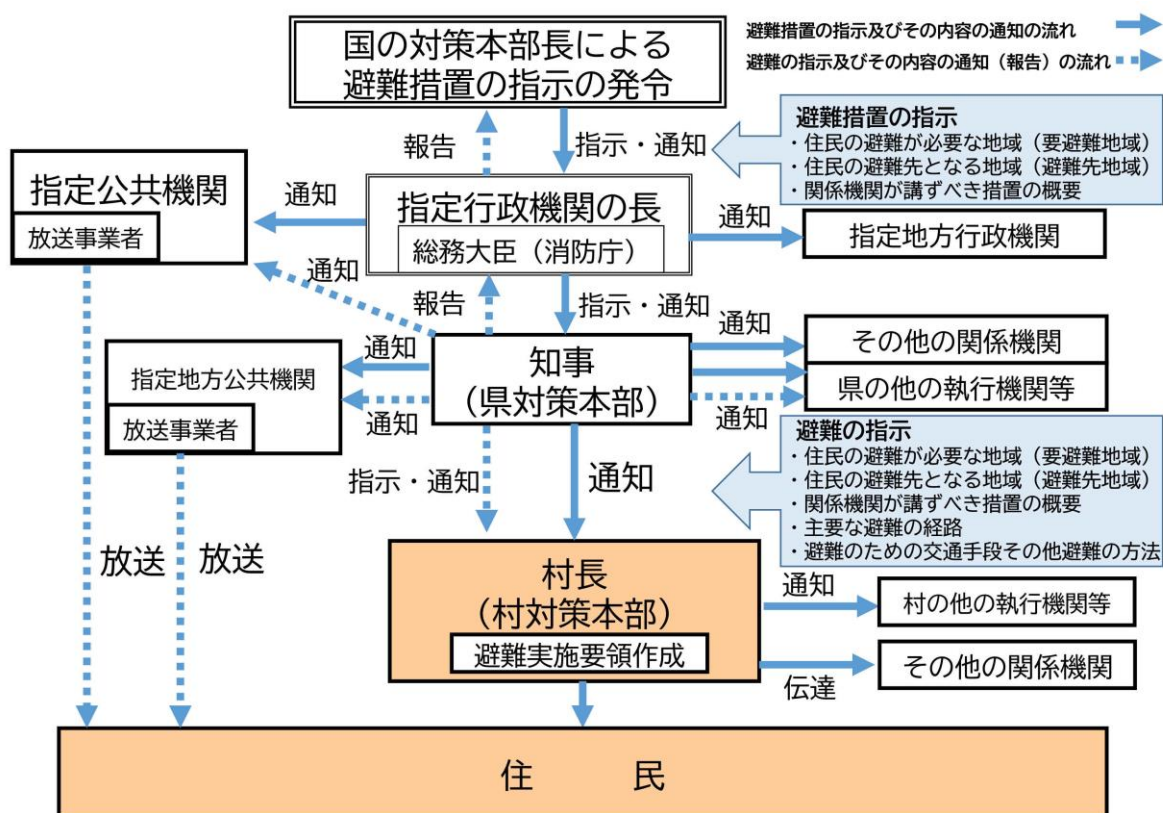 国の対策本部長による
避難措置の指示の発令
避難措置の指示及びその内容の通知の流れ
避難の指示及びその内容の通知（報告）の流れ
報告
指示・通知
避難措置の指示
・住民の避難が必要な地域（要避難地域）
・住民の避難先となる地域（避難先地域）
・関係機関が講ずべき措置の概要
指定公共機関
放送事業者
通知
指定行政機関の長
総務大臣（消防庁）
通知
指定地方行政機関
通知
報告
指示・通知
指定地方公共機関
放送事業者
通知
通知
知事
（県対策本部）
通知
その他の関係機関
県の他の執行機関等
通知
指示・通知
通知
避難の指示
・住民の避難が必要な地域（要避難地域）
・住民の避難先となる地域（避難先地域）
・関係機関が講ずべき措置の概要
・主要な避難の経路
・避難のための交通手段その他避難の方法
放送
放送
村長
（村対策本部）
避難実施要領作成
通知
村の他の執行機関等
伝達
その他の関係機関
住　　民